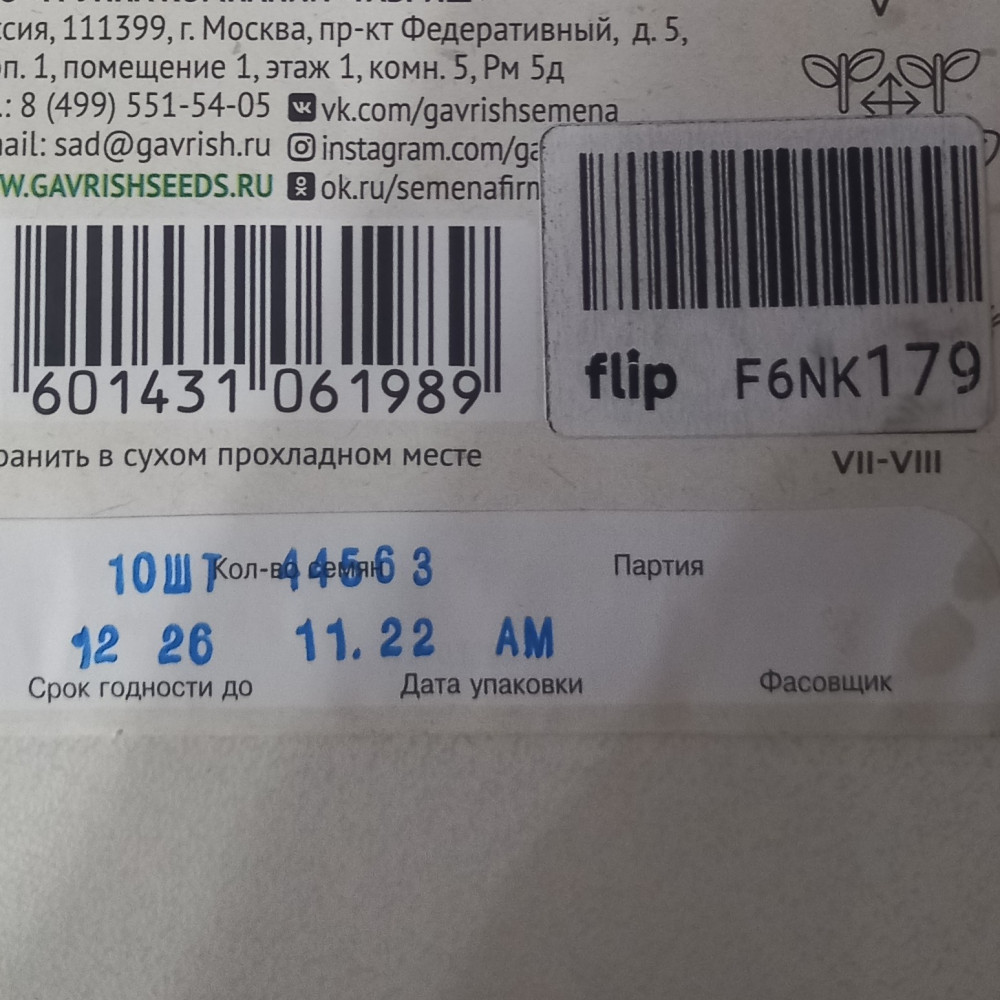 сия, 111399, г. Москва, пр-кт Федеративный, д. 5,
п. 1, помещение 1, этаж 1, комн. 5, Рм 5д
.: 8 (499) 551-54-05 vk.com/gavrishsemena
ail: sad@gavrish.ru instagram.com/ga
W.GAVRISHSEEDS.RU ok.ru/semenafirm
601431 061989
flip F6NK179
ранить в сухом прохладном месте
VII-VIII
10ШТ 44563
Кол-во семян Партия
12 26 11.22 АМ
Срок годности до Дата упаковки Фасовщик